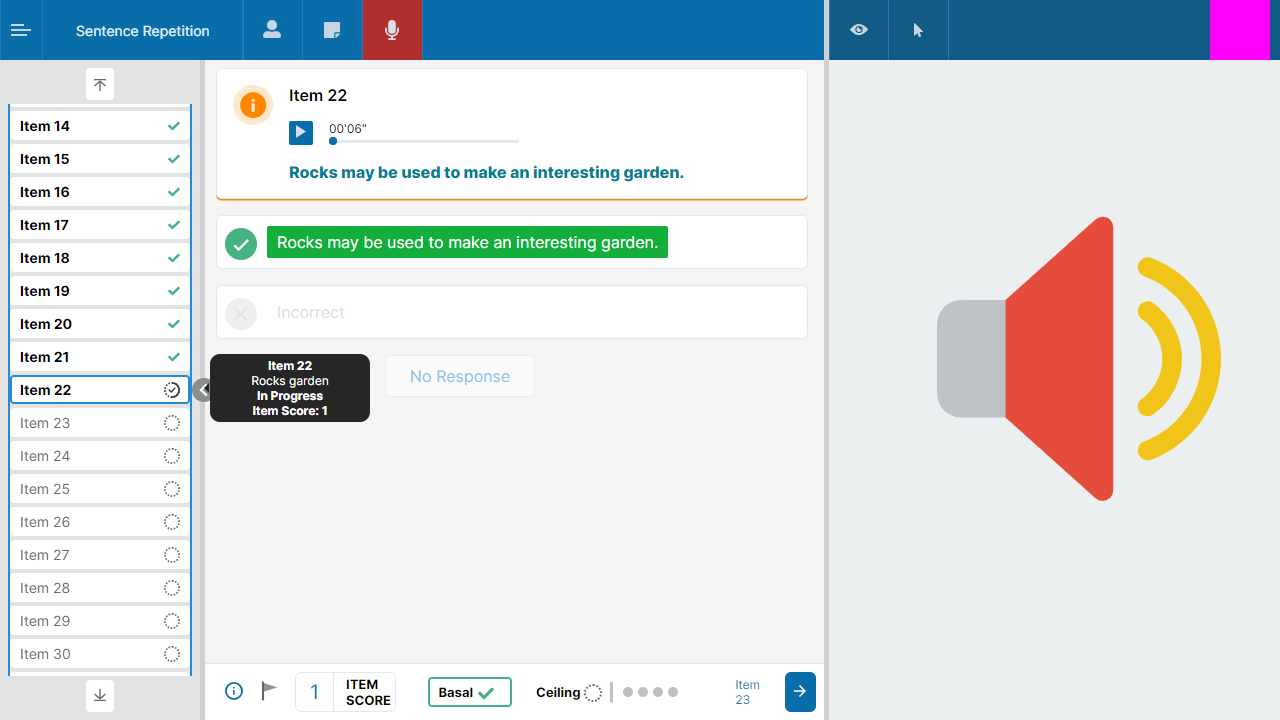 Sentence Repetition
Item 14
Item 15
Item 16
Item 17
Item 18
Item 19
Item 20
Item 21
Item 22
Item 23
Item 24
Item 25
Item 26
Item 27
Item 28
Item 29
Item 30
Item 22
00'06"
Rocks may be used to make an interesting garden.
Rocks may be used to make an interesting garden.
Incorrect
Item 22
Rocks garden
In Progress
Item Score: 1
No Response
1
ITEM
SCORE
Basal
Ceiling
Item
23